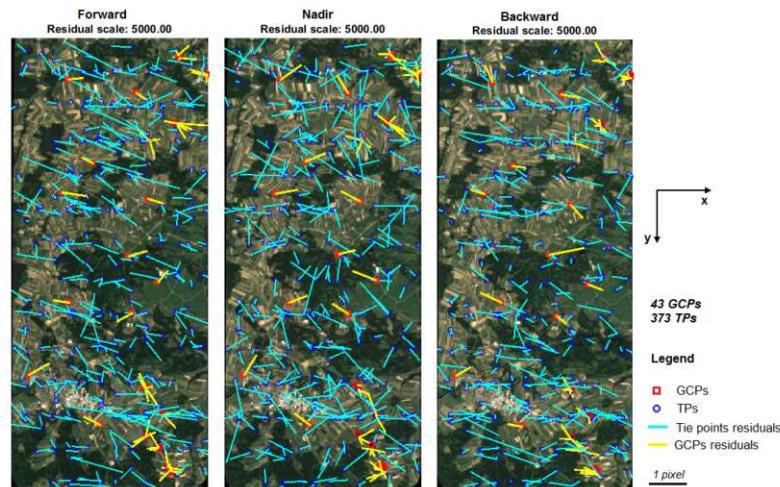 Forward
Residual scale: 5000.00
Nadir
Residual scale: 5000.00
Backward
Residual scale: 5000.00
x
y
43 GCPs
373 TPs
Legend
GCPs
TPs
Tie points residuals
GCPs residuals
1 pixel